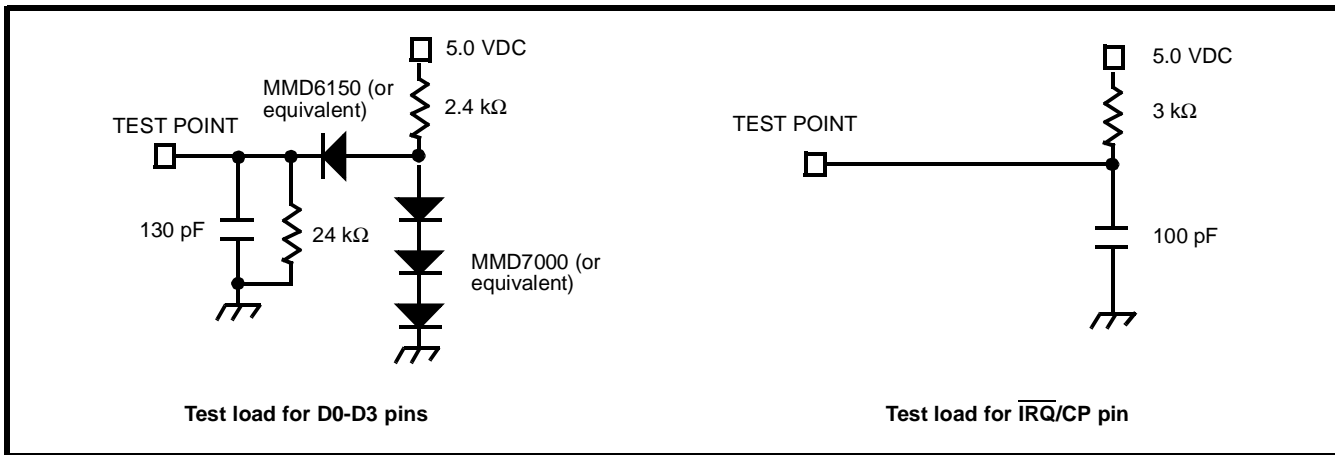 5.0 VDC
MMD6150 (or
equivalent)
2.4 kΩ
TEST POINT
130 pF
24 kΩ
MMD7000 (or
equivalent)
Test load for D0-D3 pins
5.0 VDC
3 kΩ
TEST POINT
100 pF
Test load for I̅R̅Q̅/CP pin